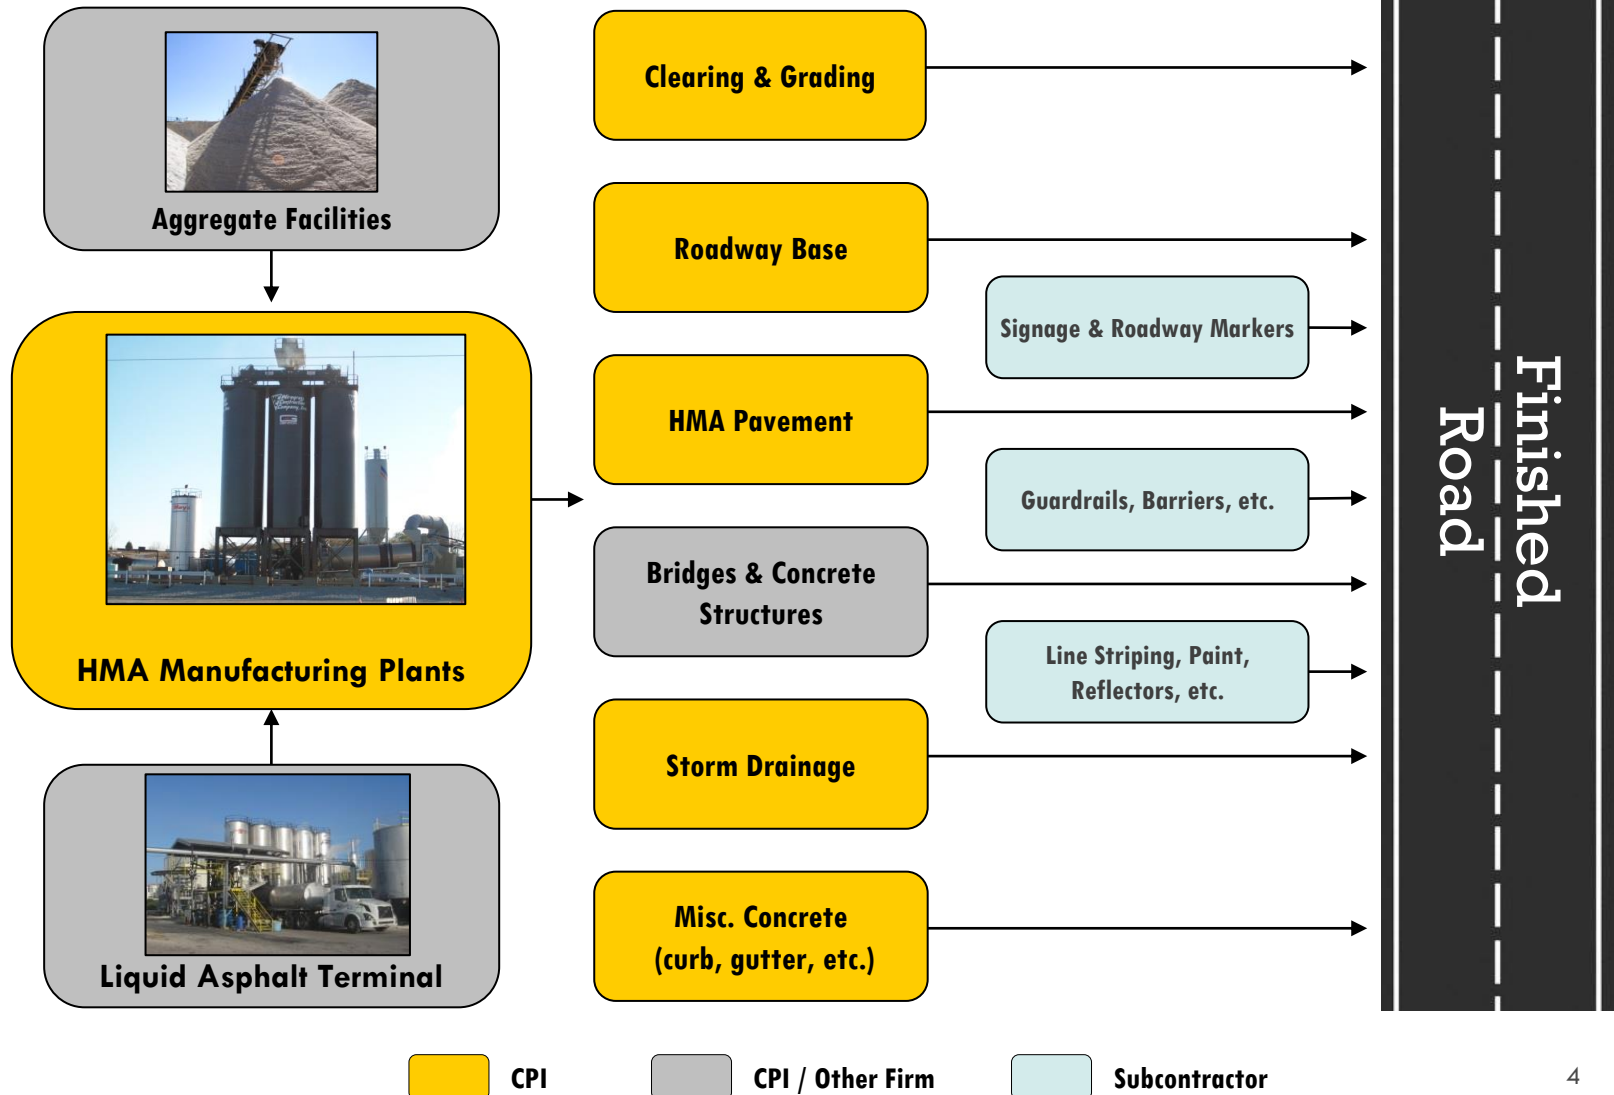 Aggregate Facilities
HMA Manufacturing Plants
Liquid Asphalt Terminal
Clearing & Grading
Roadway Base
Signage & Roadway Markers
HMA Pavement
Guardrails, Barriers, etc.
Bridges & Concrete
Structures
Line Striping, Paint,
Reflectors, etc.
Storm Drainage
Misc. Concrete
(curb, gutter, etc.)
Finished
Road
CPI
CPI / Other Firm
Subcontractor
4